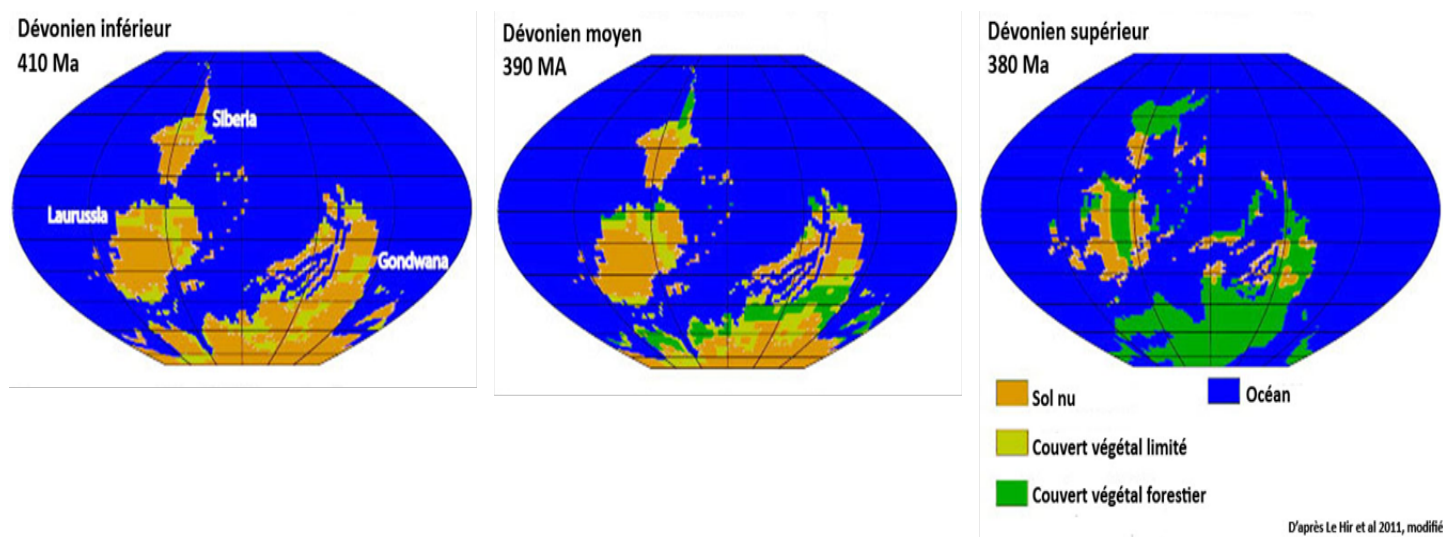 Dévonien inférieur
410 Ma
Siberia
Laurussia
Gondwana
Dévonien moyen
390 MA
Dévonien supérieur
380 Ma
Sol nu
Océan
Couvert végétal limité
Couvert végétal forestier
D'après Le Hir et al 2011, modifié